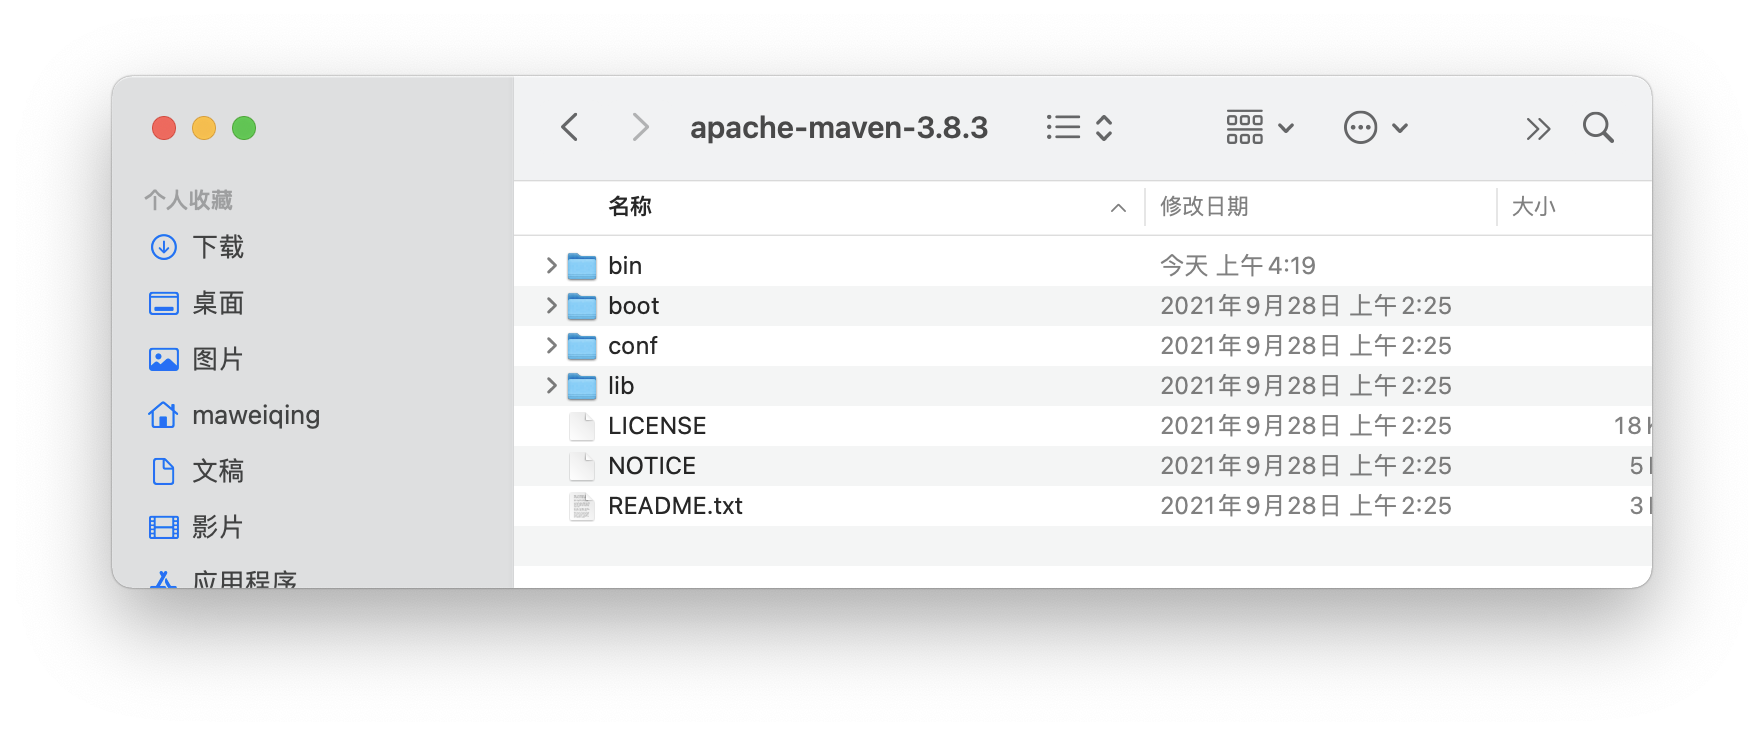 apache-maven-3.8.3
个人收藏
下载
桌面
图片
maweiqing
文稿
影片
应用程序
名称 修改日期 大小
bin 今天 上午4:19
boot 2021年9月28日 上午2:25
conf 2021年9月28日 上午2:25
lib 2021年9月28日 上午2:25
LICENSE 2021年9月28日 上午2:25 18
NOTICE 2021年9月28日 上午2:25 5
README.txt 2021年9月28日 上午2:25 3